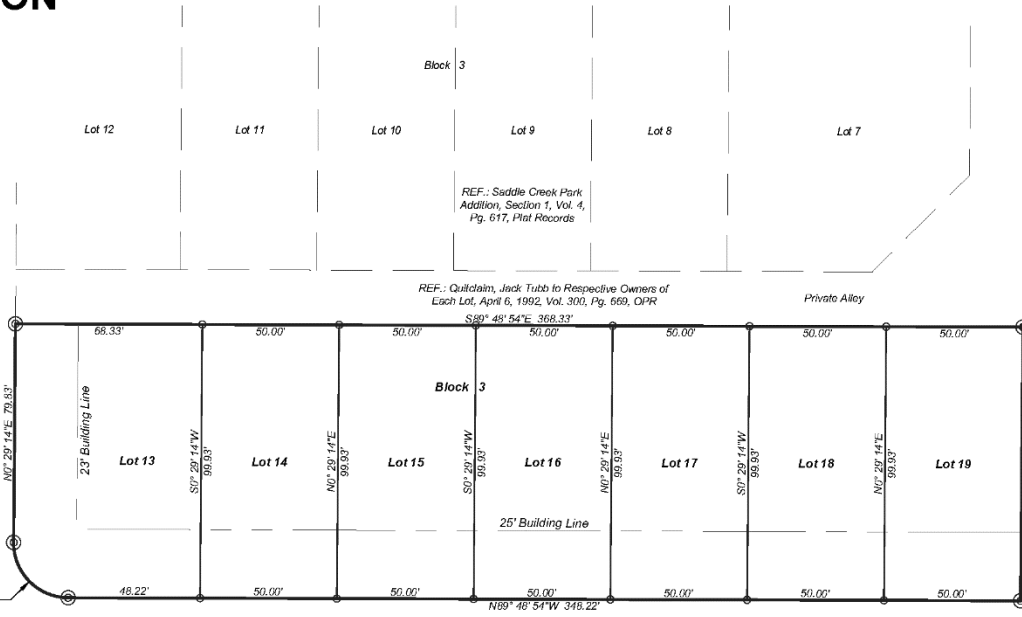 ON
Block 3
Lot 12
Lot 11
Lot 10
Lot 9
Lot 8
Lot 7
REF.: Saddle Creek Park
Addition, Section 1, Vol. 4,
Pg. 617, Plat Records
REF.: Quitclaim, Jack Tubb to Respective Owners of
Each Lot, April 6, 1992, Vol. 300, Pg. 569, OPR
Private Alley
S89° 48' 54"E 368.33'
68.33'
50.00'
50.00'
50.00'
50.00'
50.00'
50.00'
Block 3
N0° 29' 14"E 79.83'
23' Building Line
Lot 13
S0° 29' 14"W
99.93'
Lot 14
N0° 29' 14"E
99.93'
Lot 15
S0° 29' 14"W
99.93'
Lot 16
N0° 29' 14"E
99.93'
Lot 17
S0° 29' 14"W
99.93'
Lot 18
N0° 29' 14"E
99.93'
Lot 19
25' Building Line
48.22'
50.00'
50.00'
50.00'
50.00'
50.00'
50.00'
N89° 48' 54"W 348.22'